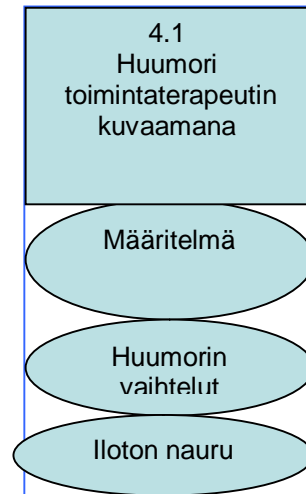 4.1
Huumori
toimintaterapeutin
kuvaamana
Määritelmä
Huumorin
vaihtelut
Iloton nauru